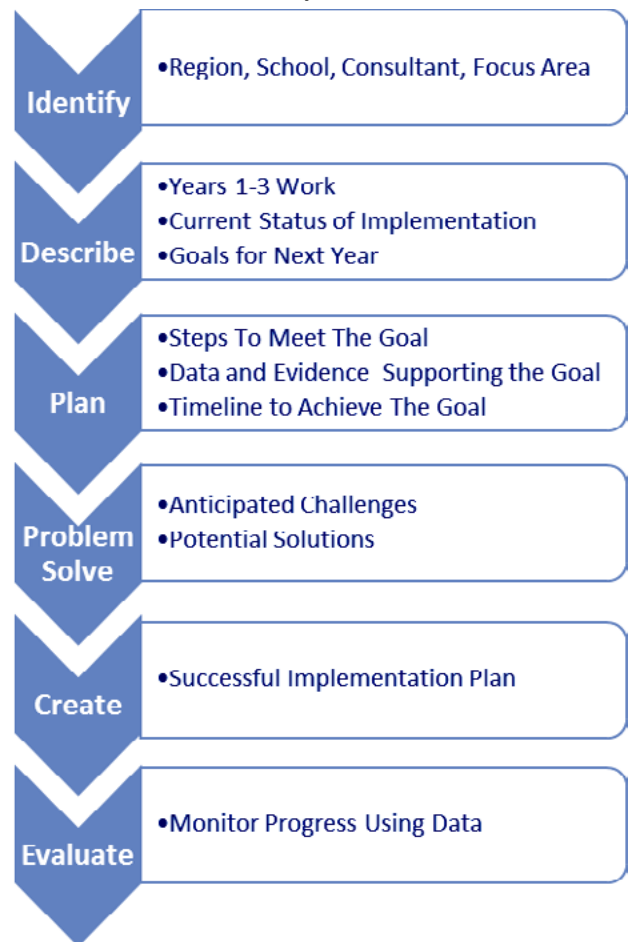 Identify
•Region, School, Consultant, Focus Area
Describe
•Years 1-3 Work
•Current Status of Implementation
•Goals for Next Year
Plan
•Steps To Meet The Goal
•Data and Evidence  Supporting the Goal
•Timeline to Achieve The Goal
Problem
Solve
•Anticipated Challenges
•Potential Solutions
Create
•Successful Implementation Plan
Evaluate
•Monitor Progress Using Data